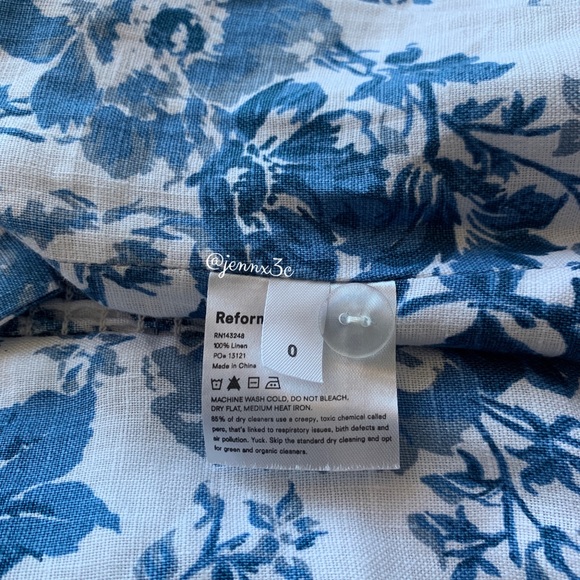 @jennx3c
Reforn
RN143248
100% Linen
PO# 13121
Made in China
0
MACHINE WASH COLD, DO NOT BLEACH.
DRY FLAT, MEDIUM HEAT IRON.
85% of dry cleaners use a creepy, toxic chemical called
perc, that's linked to respiratory issues, birth defects and
air pollution. Yuck. Skip the standard dry cleaning and opt
for green and organic cleaners.